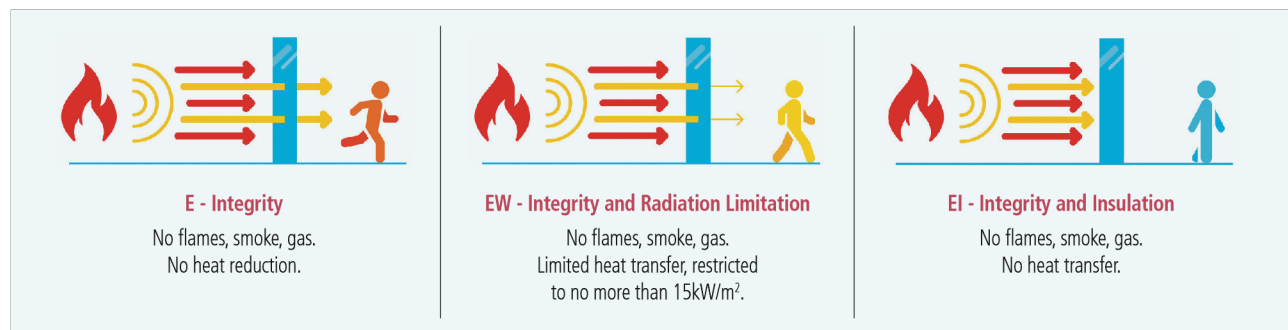 E - Integrity
No flames, smoke, gas.
No heat reduction.
EW - Integrity and Radiation Limitation
No flames, smoke, gas.
Limited heat transfer, restricted
to no more than 15kW/m².
EI - Integrity and Insulation
No flames, smoke, gas.
No heat transfer.